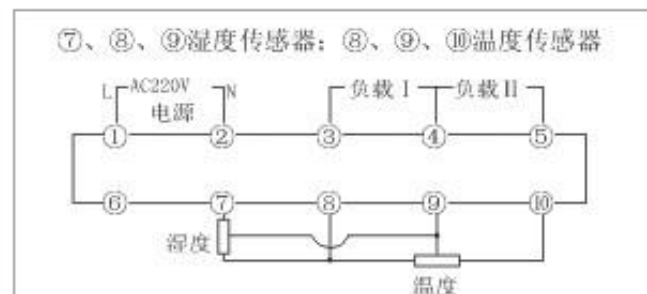 ⑦、⑧、⑨湿度传感器；⑧、⑨、⑩温度传感器
L AC220V N 负载Ⅰ 负载Ⅱ
电源
① ② ③ ④ ⑤
⑥ ⑦ ⑧ ⑨ ⑩
湿度
温度